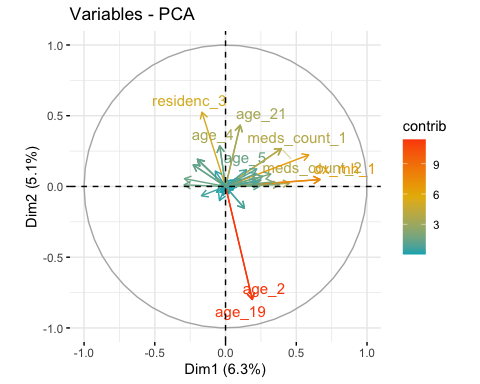 Variables - PCA
1.0
0.5
0.0
-0.5
-1.0
Dim2 (5.1%)
residenc_3
age_21
age_4
meds_count_1
age_5
meds_count_2
age_2
age_19
-1.0
-0.5
0.0
0.5
1.0
Dim1 (6.3%)
contrib
9
6
3